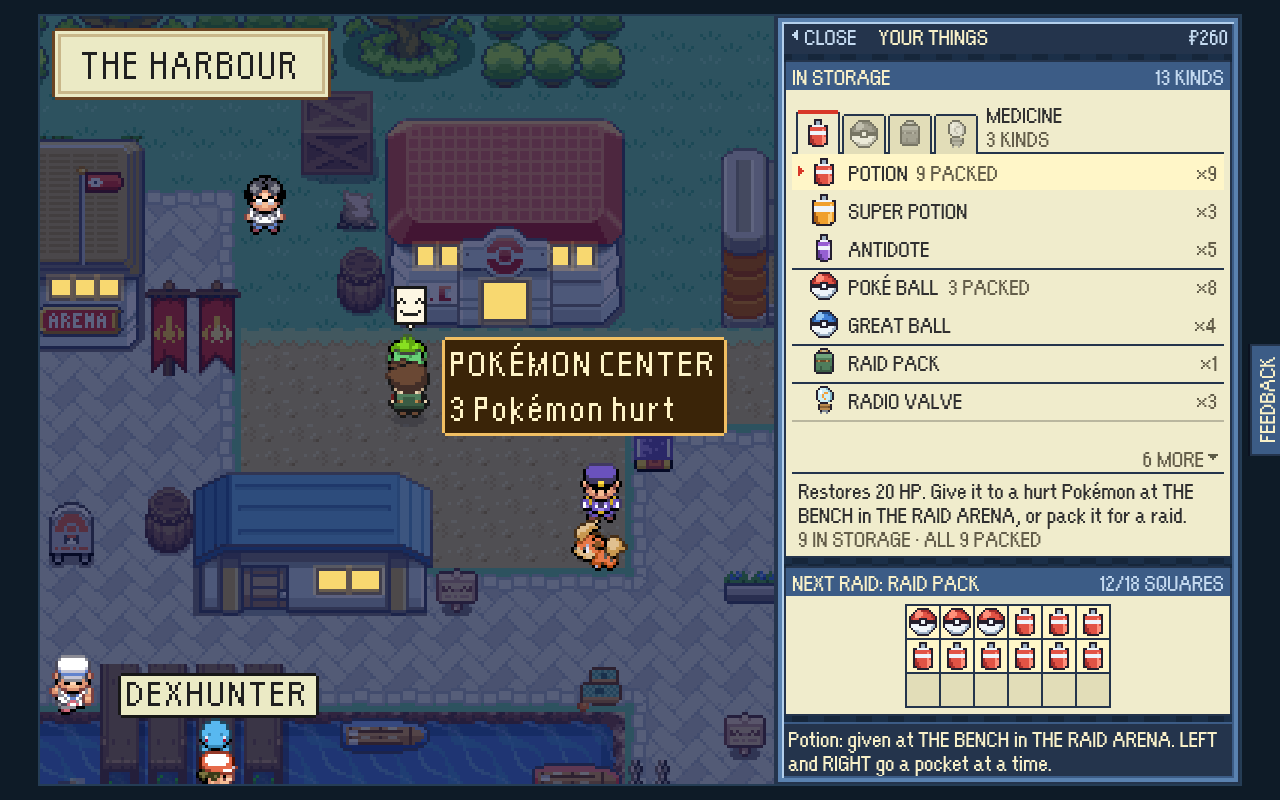 THE HARBOUR
ARENA
P.C
POKÉMON CENTER
3 Pokémon hurt
DEXHUNTER
CLOSE YOUR THINGS ₽260
IN STORAGE 13 KINDS
MEDICINE
3 KINDS
POTION 9 PACKED ×9
SUPER POTION ×3
ANTIDOTE ×5
POKÉ BALL 3 PACKED ×8
GREAT BALL ×4
RAID PACK ×1
RADIO VALVE ×3
6 MORE
Restores 20 HP. Give it to a hurt Pokémon at THE
BENCH in THE RAID ARENA, or pack it for a raid.
9 IN STORAGE · ALL 9 PACKED
NEXT RAID: RAID PACK 12/18 SQUARES
Potion: given at THE BENCH in THE RAID ARENA. LEFT
and RIGHT go a pocket at a time.
FEEDBACK